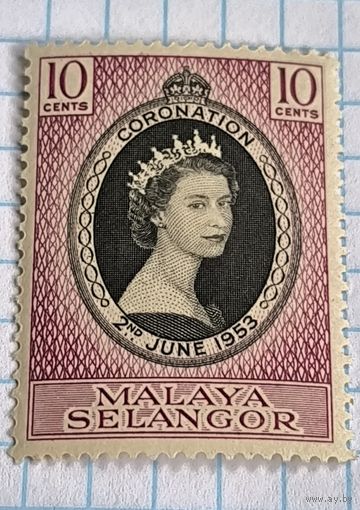 10 CENTS
10 CENTS
CORONATION
2ND JUNE 1953
MALAYA
SELANGOR
www.ay.by